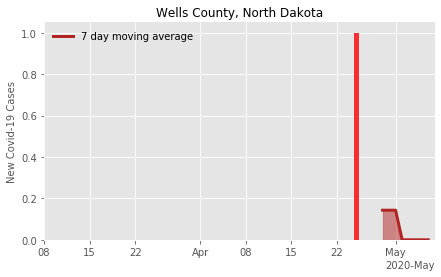 Wells County, North Dakota
7 day moving average
New Covid-19 Cases
1.0
0.8
0.6
0.4
0.2
0.0
08 15 22 Apr 08 15 22 May
2020-May